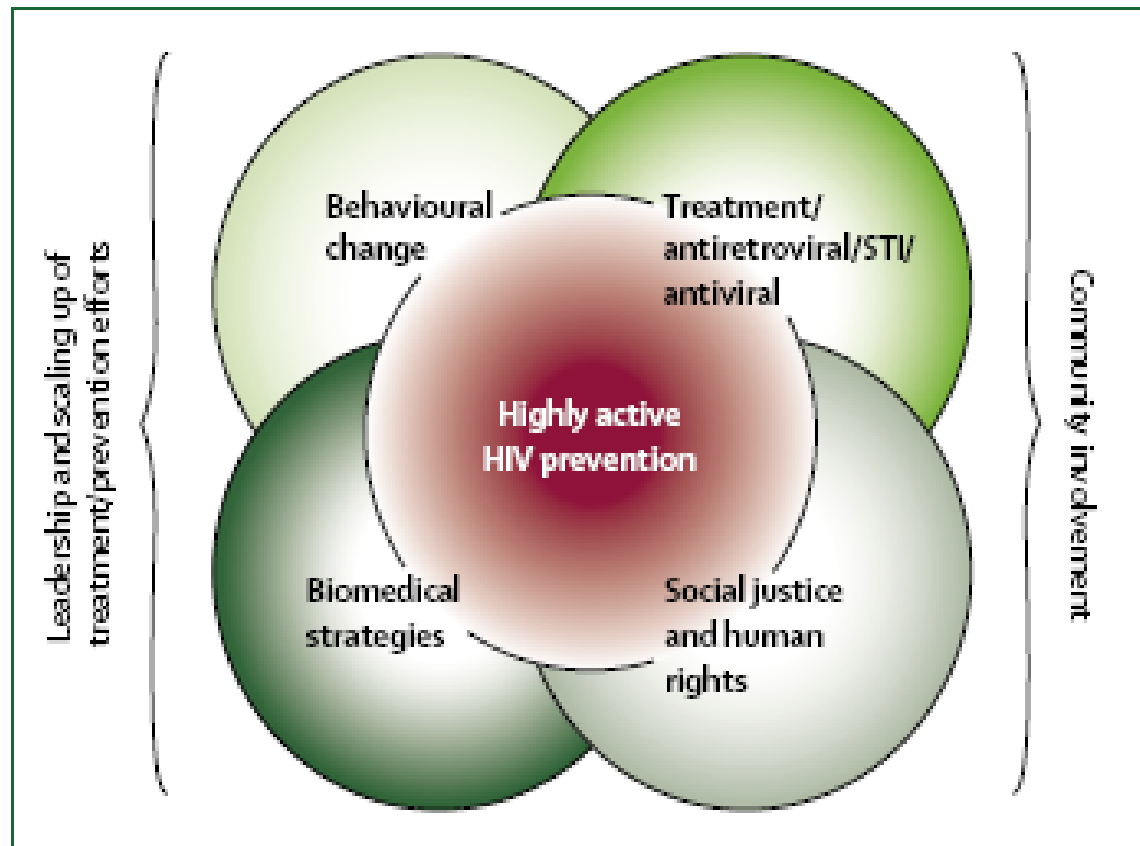 Leadership and scaling up of
treatment/prevention efforts
Behavioural
change
Treatment/
antiretroviral/STI/
antiviral
Highly active
HIV prevention
Biomedical
strategies
Social justice
and human
rights
Community involvement